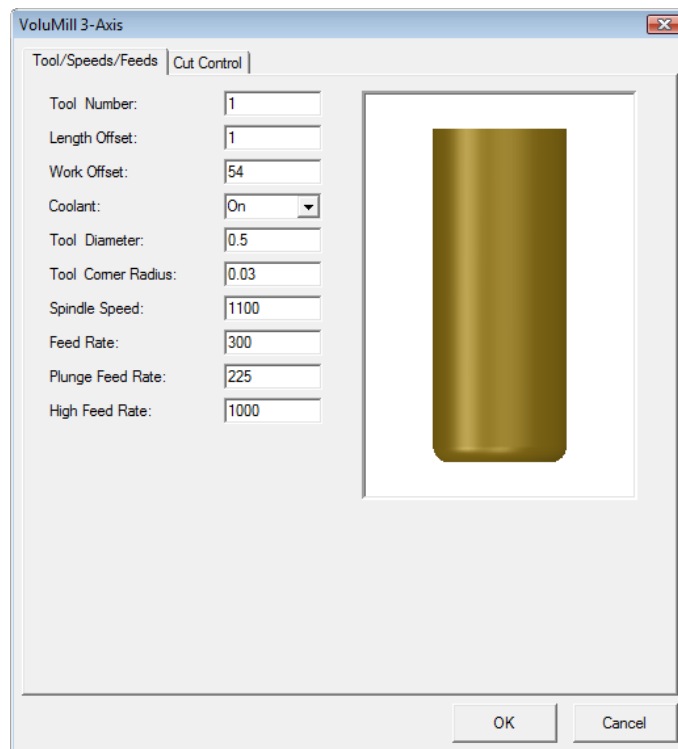 VoluMill 3-Axis
Tool/Speeds/Feeds Cut Control
Tool Number: 1
Length Offset: 1
Work Offset: 54
Coolant: On
Tool Diameter: 0.5
Tool Corner Radius: 0.03
Spindle Speed: 1100
Feed Rate: 300
Plunge Feed Rate: 225
High Feed Rate: 1000
OK Cancel